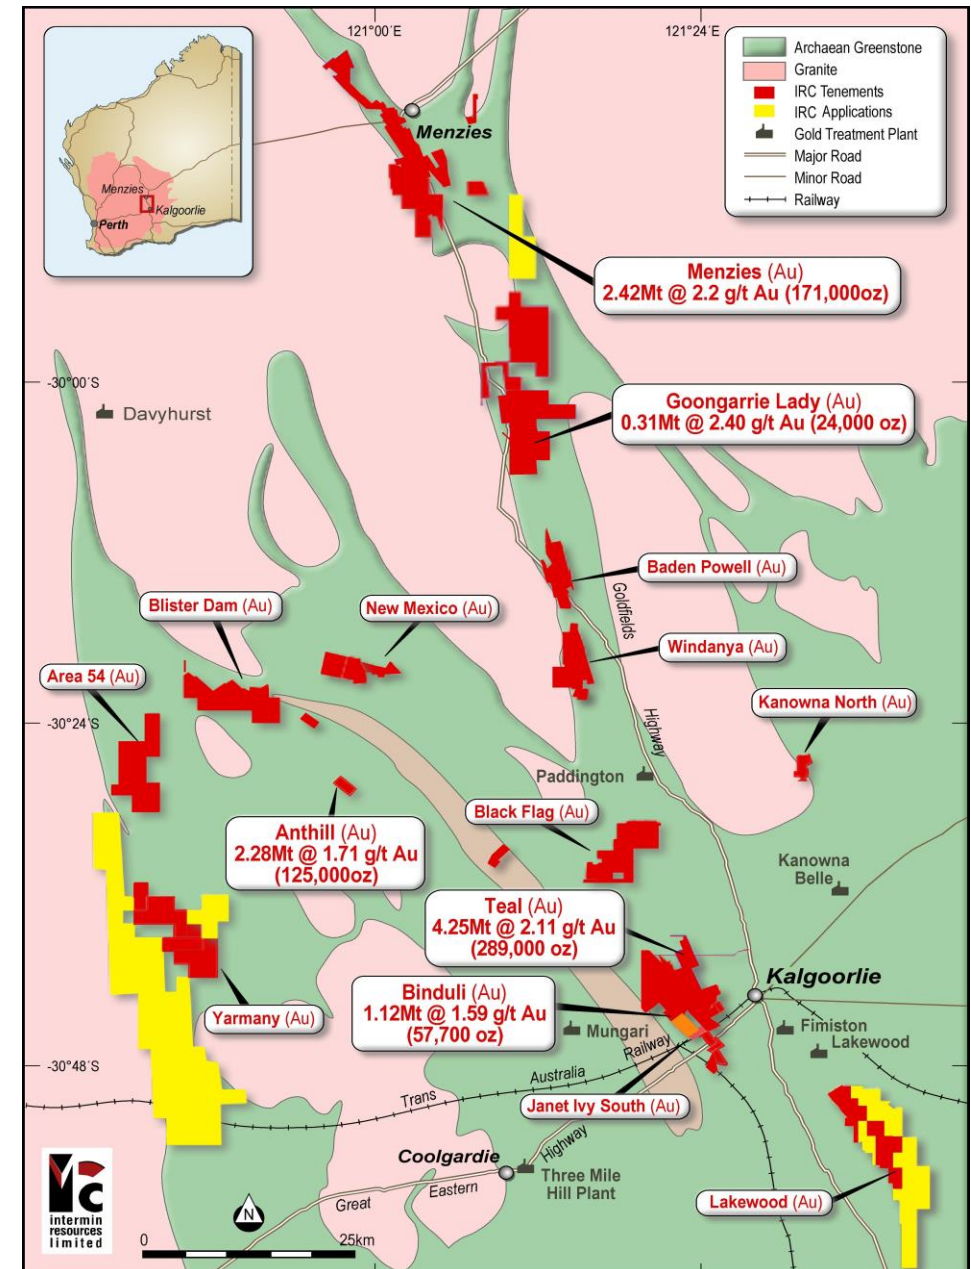 121°00´E
121°24´E
Archaean Greenstone
Granite
IRC Tenements
IRC Applications
Gold Treatment Plant
Major Road
Minor Road
Railway
Menzies
Kalgoorlie
Perth
Menzies
Menzies (Au)
2.42Mt @ 2.2 g/t Au (171,000oz)
-30°00´S
Davyhurst
Goongarrie Lady (Au)
0.31Mt @ 2.40 g/t Au (24,000 oz)
Baden Powell (Au)
Goldfields
Highway
Blister Dam (Au)
New Mexico (Au)
Windanya (Au)
Area 54 (Au)
Kanowna North (Au)
-30°24´S
Paddington
Black Flag (Au)
Anthill (Au)
2.28Mt @ 1.71 g/t Au
(125,000oz)
Kanowna
Belle
Teal (Au)
4.25Mt @ 2.11 g/t Au
(289,000 oz)
Kalgoorlie
Binduli (Au)
1.12Mt @ 1.59 g/t Au
(57,700 oz)
Yarmany (Au)
Mungari
Fimiston
Lakewood
-30°48´S
Trans Australia Railway
Janet Ivy South (Au)
Coolgardie
Three Mile
Hill Plant
Great Eastern Highway
Lakewood (Au)
intermin
resources
limited
N
0 25km